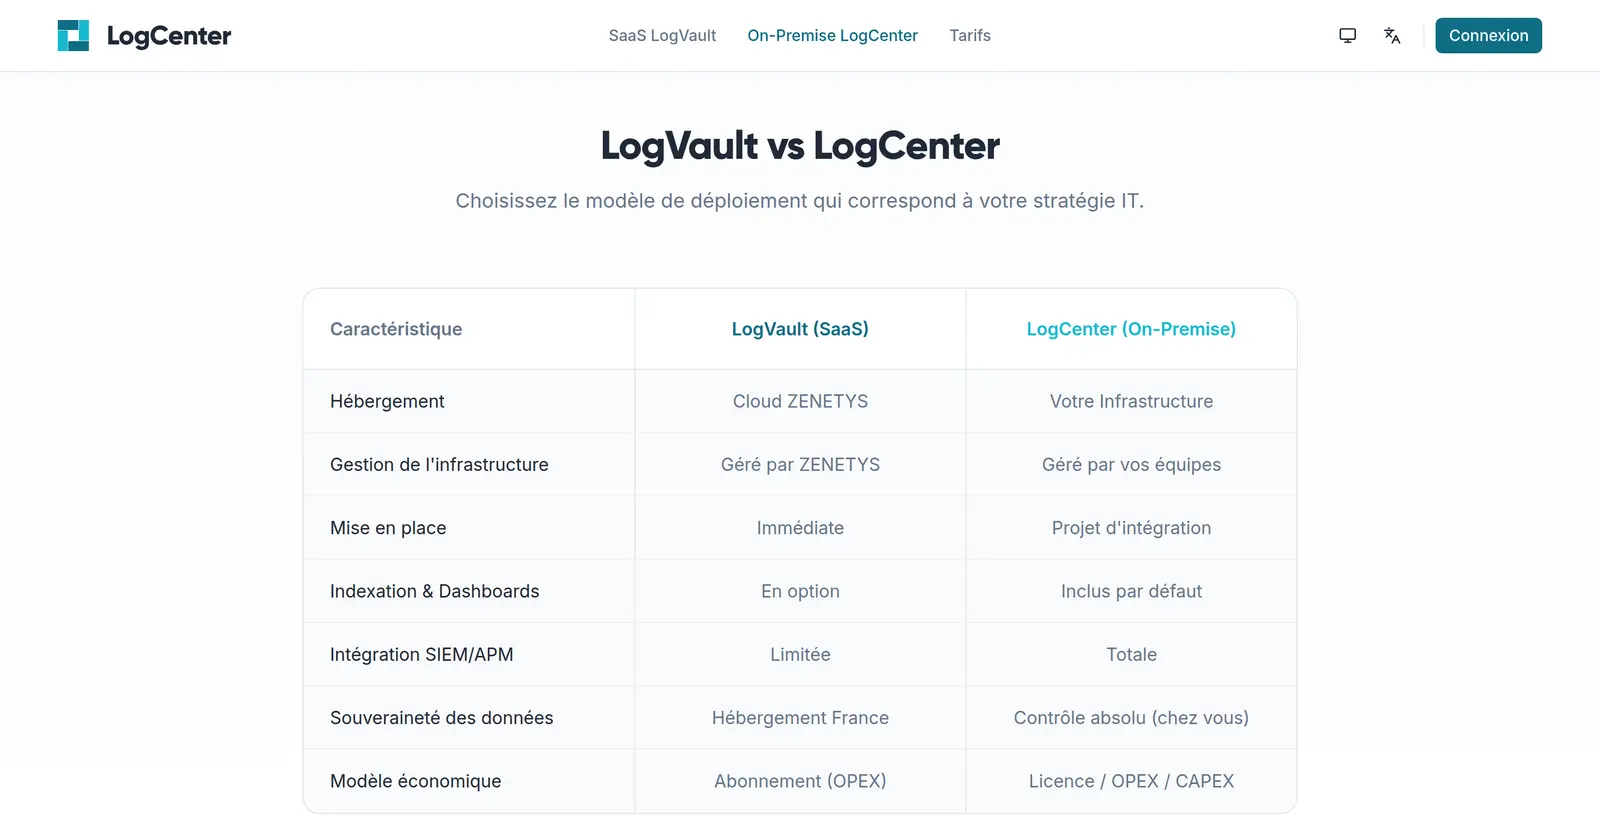 LogCenter
SaaS LogVault
On-Premise LogCenter
Tarifs
Connexion
LogVault vs LogCenter
Choisissez le modèle de déploiement qui correspond à votre stratégie IT.
Caractéristique LogVault (SaaS) LogCenter (On-Premise)
Hébergement Cloud ZENETYS Votre Infrastructure
Gestion de l'infrastructure Géré par ZENETYS Géré par vos équipes
Mise en place Immédiate Projet d'intégration
Indexation & Dashboards En option Inclus par défaut
Intégration SIEM/APM Limitée Totale
Souveraineté des données Hébergement France Contrôle absolu (chez vous)
Modèle économique Abonnement (OPEX) Licence / OPEX / CAPEX